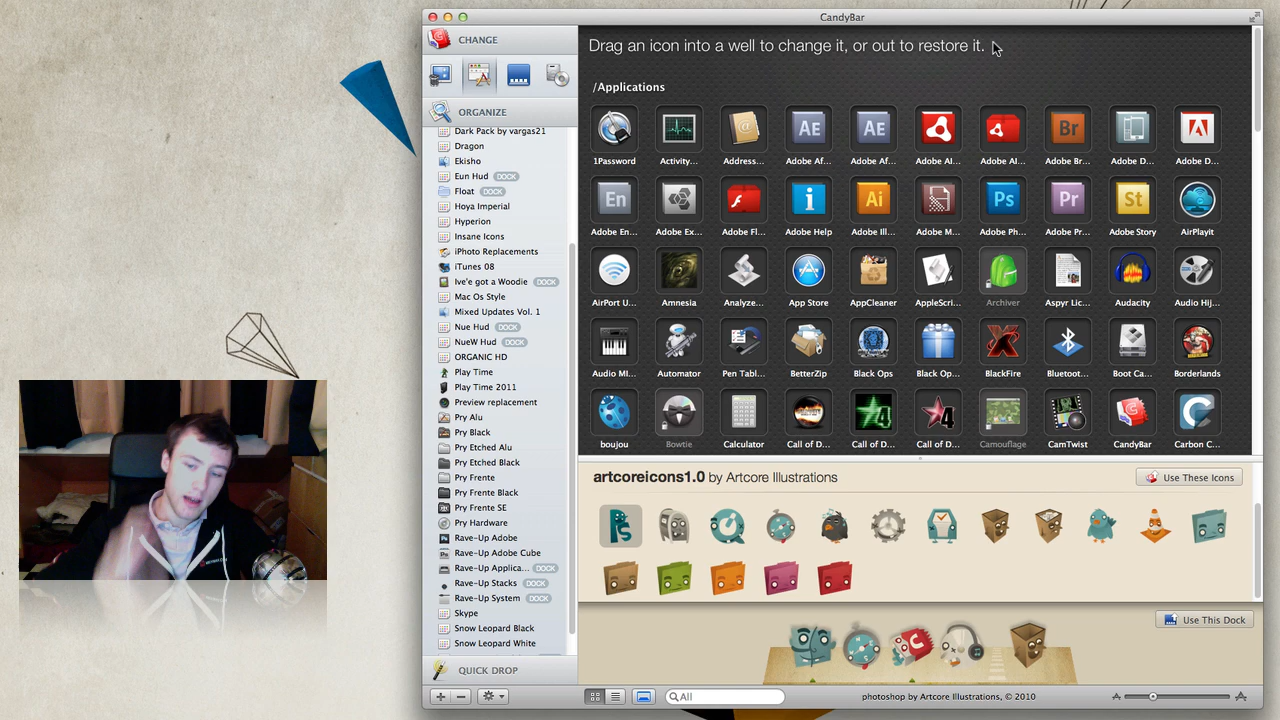 CandyBar
CHANGE
ORGANIZE
Dark Pack by vargas21
Dragon
Ekisho
Eun Hud DOCK
Float DOCK
Hoya Imperial
Hyperion
Insane Icons
iPhoto Replacements
iTunes 08
Ive'e got a Woodie DOCK
Mac Os Style
Mixed Updates Vol. 1
Nue Hud DOCK
NueW Hud DOCK
ORGANIC HD
Play Time
Play Time 2011
Preview replacement
Pry Alu
Pry Black
Pry Etched Alu
Pry Etched Black
Pry Frente
Pry Frente Black
Pry Frente SE
Pry Hardware
Rave-Up Adobe
Rave-Up Adobe Cube
Rave-Up Applica... DOCK
Rave-Up Stacks DOCK
Rave-Up System DOCK
Skype
Snow Leopard Black
Snow Leopard White
QUICK DROP
Drag an icon into a well to change it, or out to restore it.
/Applications
AE AE Br
1Password Activity... Address... Adobe Af... Adobe Af... Adobe AI... Adobe AI... Adobe Br... Adobe D... Adobe D...
En Ai Ps Pr St
Adobe En... Adobe Ex... Adobe Fl... Adobe Help Adobe Ill... Adobe M... Adobe Ph... Adobe Pr... Adobe Story AirPlayit
AirPort U... Amnesia Analyze... App Store AppCleaner AppleScri... Archiver Aspyr Lic... Audacity Audio Hij...
Audio MI... Automator Pen Tabl... BetterZip Black Ops Black Op... BlackFire Bluetoot... Boot Ca... Borderlands
boujou Bowtie Calculator Call of D... Call of D... Call of D... Camouflage CamTwist CandyBar Carbon C...
artcoreicons1.0 by Artcore Illustrations
Use These Icons
Use This Dock
All
photoshop by Artcore Illustrations, © 2010